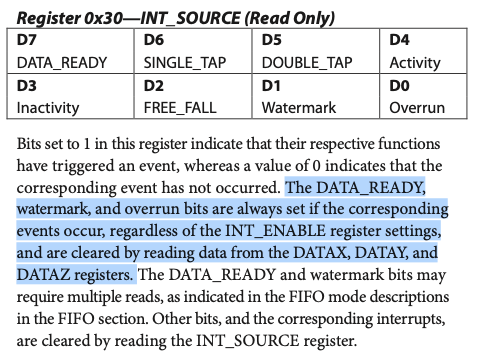 Register 0x30—INT_SOURCE (Read Only)
D7 D6 D5 D4
DATA_READY SINGLE_TAP DOUBLE_TAP Activity
D3 D2 D1 D0
Inactivity FREE_FALL Watermark Overrun
Bits set to 1 in this register indicate that their respective functions
have triggered an event, whereas a value of 0 indicates that the
corresponding event has not occurred. The DATA_READY,
watermark, and overrun bits are always set if the corresponding
events occur, regardless of the INT_ENABLE register settings,
and are cleared by reading data from the DATAX, DATAY, and
DATAZ registers. The DATA_READY and watermark bits may
require multiple reads, as indicated in the FIFO mode descriptions
in the FIFO section. Other bits, and the corresponding interrupts,
are cleared by reading the INT_SOURCE register.